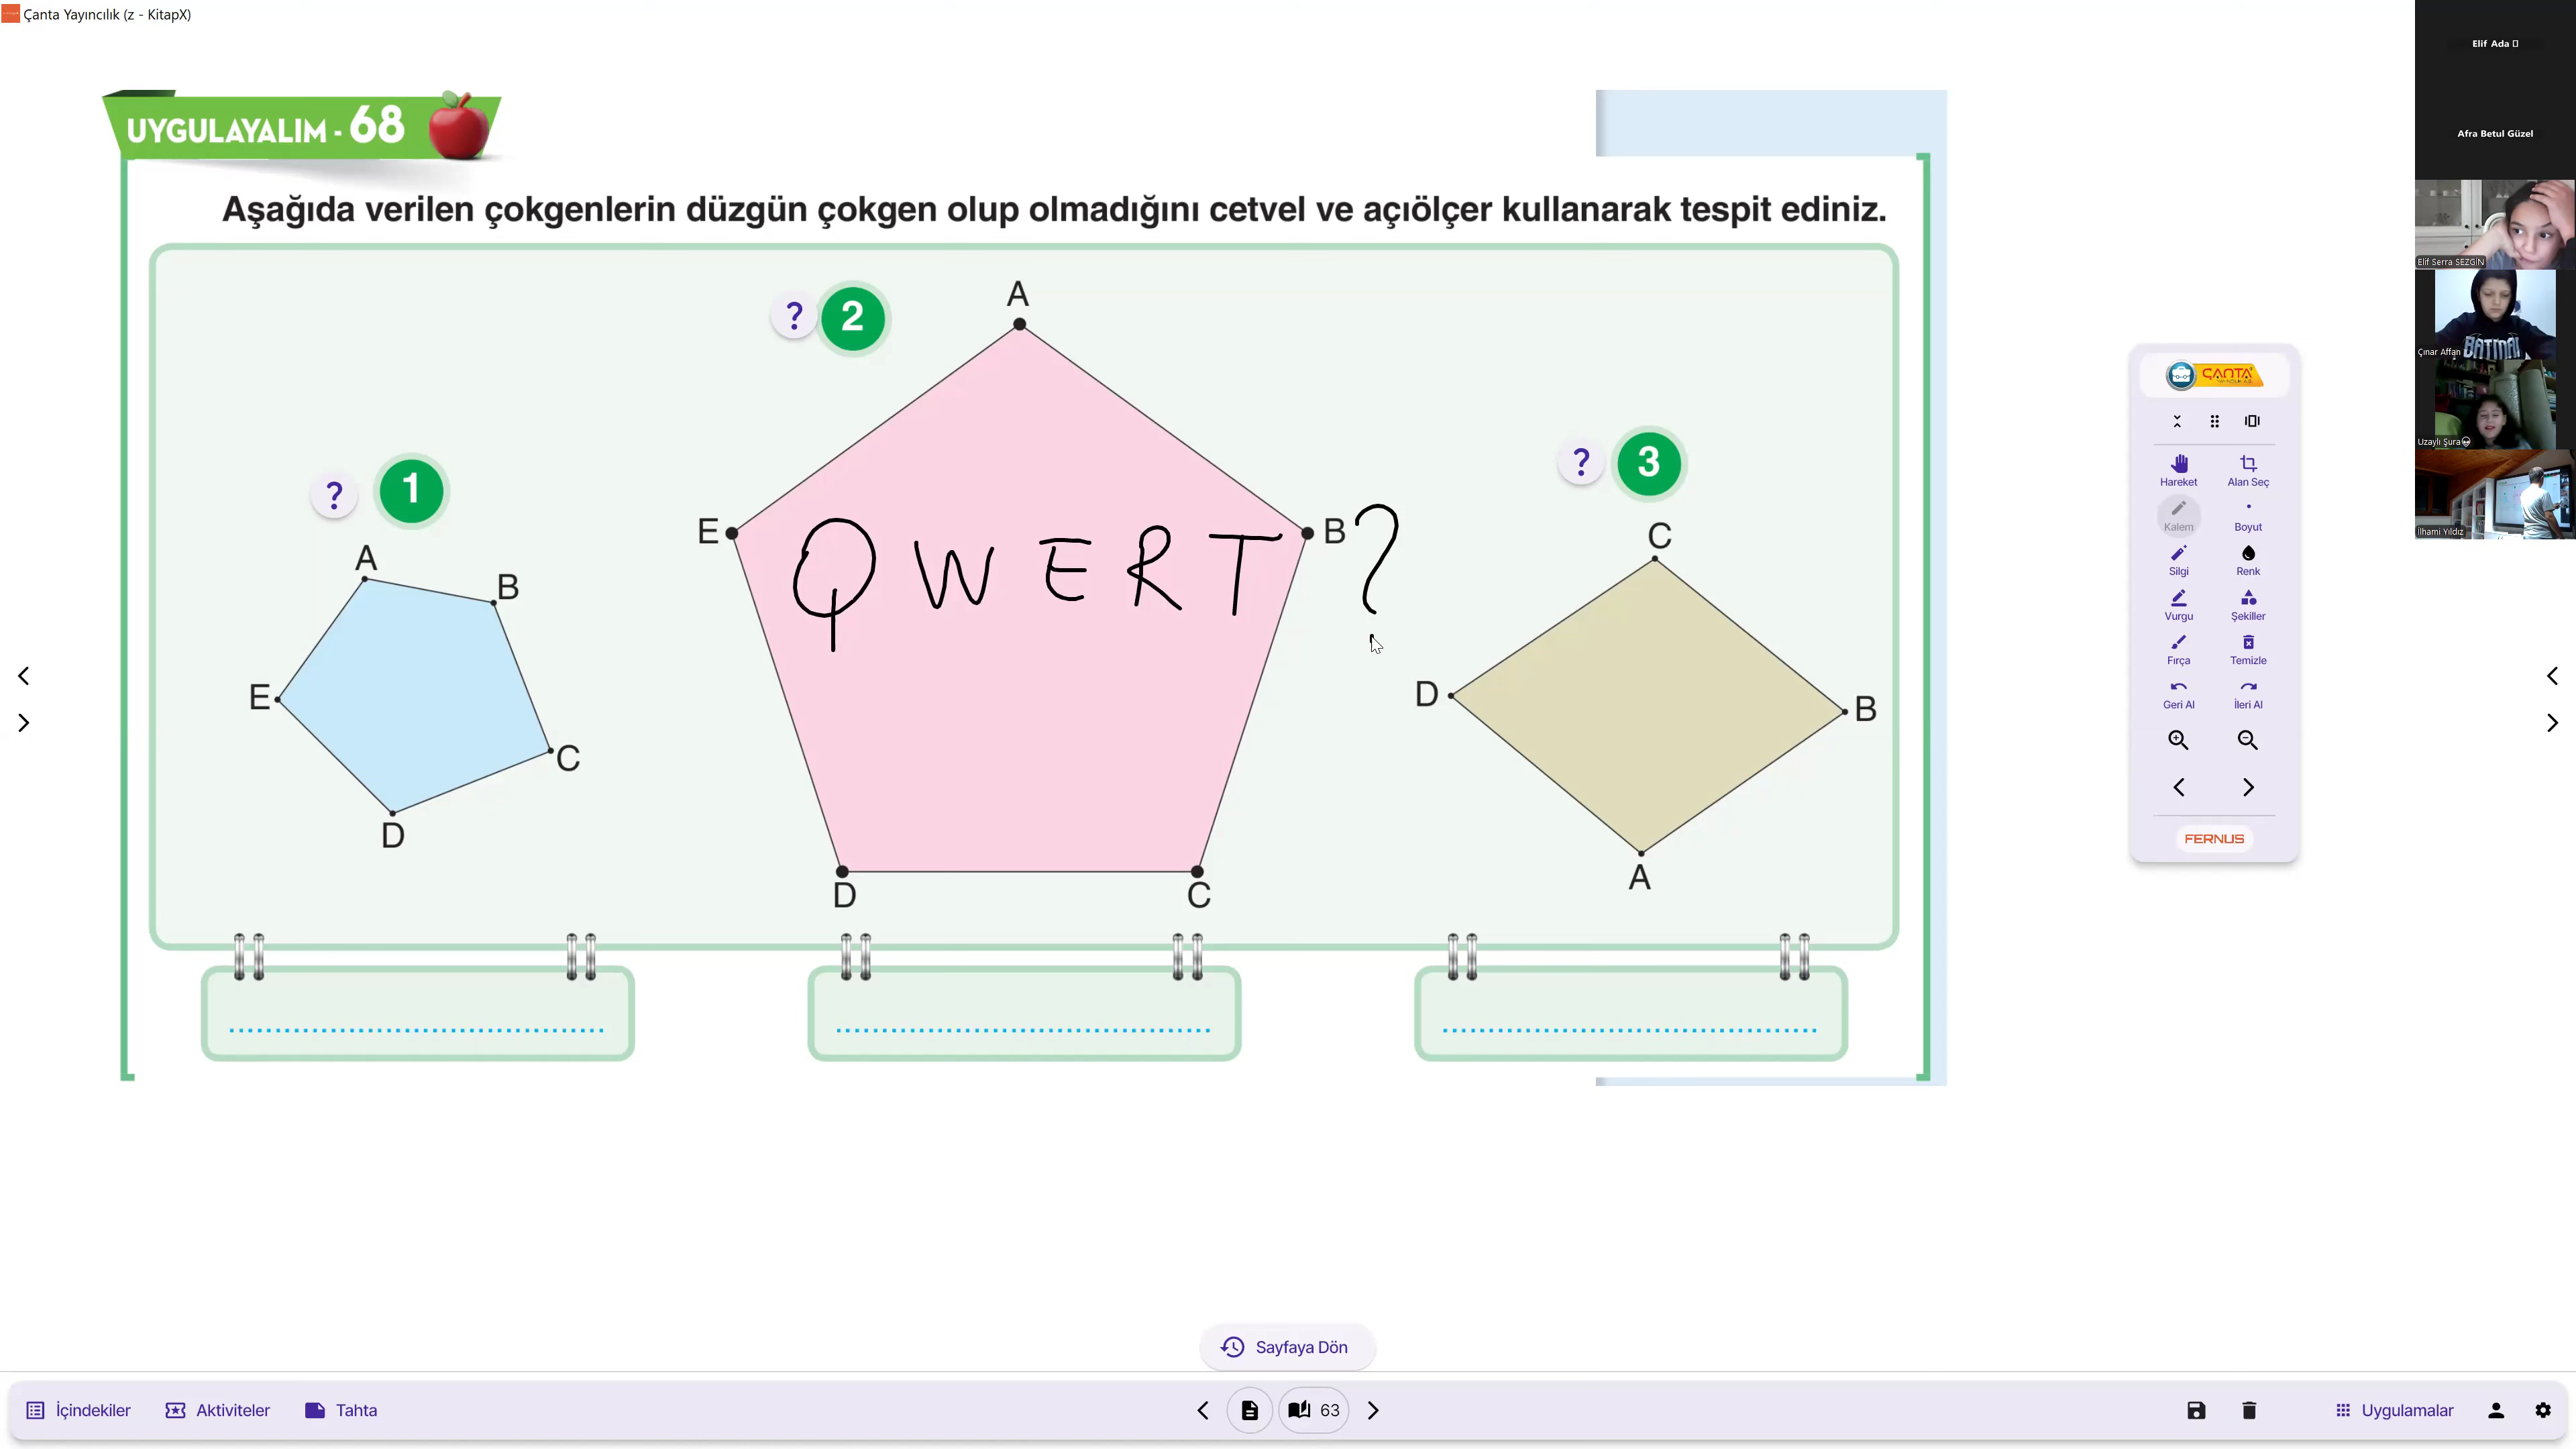 Çanta Yayıncılık (z - KitapX)
Elif Ada
Afra Betul Güzel
UYGULAYALIM - 68
Aşağıda verilen çokgenlerin düzgün çokgen olup olmadığını cetvel ve açıölçer kullanarak tespit ediniz.
Elif Serra SEZGİN
Çınar Affan
BATMAN
Uzaylı Şura
İlhami Yıldız
? 1
A
B
C
D
E
? 2
A
B
C
D
E
QWERT?
? 3
C
B
A
D
ÇANTA
Hareket
Alan Seç
Kalem
Boyut
Silgi
Renk
Vurgu
Şekiller
Fırça
Temizle
Geri Al
İleri Al
FERNUS
Sayfaya Dön
İçindekiler
Aktiviteler
Tahta
63
Uygulamalar